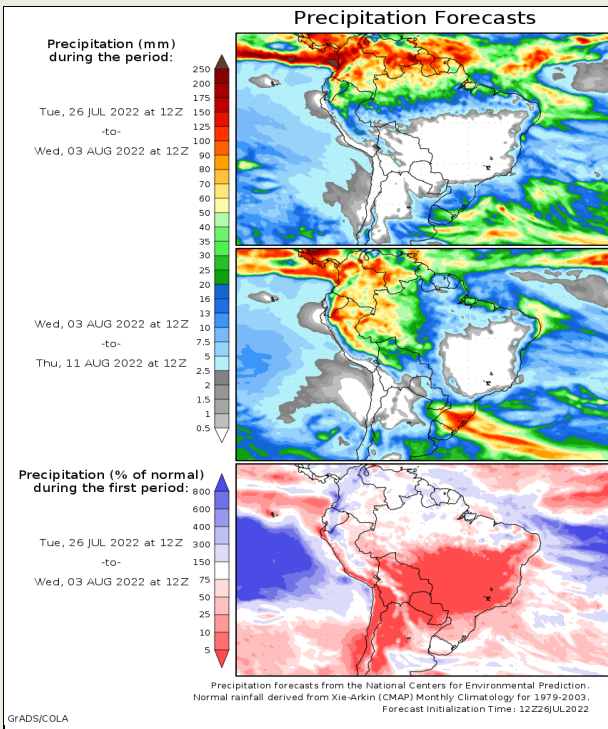 Precipitation Forecasts
Precipitation (mm)
during the period:
Tue, 26 JUL 2022 at 12Z
-to-
Wed, 03 AUG 2022 at 12Z
250
200
175
150
125
100
90
80
70
60
50
40
35
30
25
20
16
13
10
7.5
5
2.5
2
1.5
1
0.5
Wed, 03 AUG 2022 at 12Z
-to-
Thu, 11 AUG 2022 at 12Z
Precipitation (% of normal)
during the first period:
Tue, 26 JUL 2022 at 12Z
-to-
Wed, 03 AUG 2022 at 12Z
800
600
400
300
150
75
50
25
10
5
Precipitation forecasts from the National Centers for Environmental Prediction.
Normal rainfall derived from Xie-Arkin (CMAP) Monthly Climatology for 1979-2003.
Forecast Initialization Time: 12Z26JUL2022
GrADS/COLA